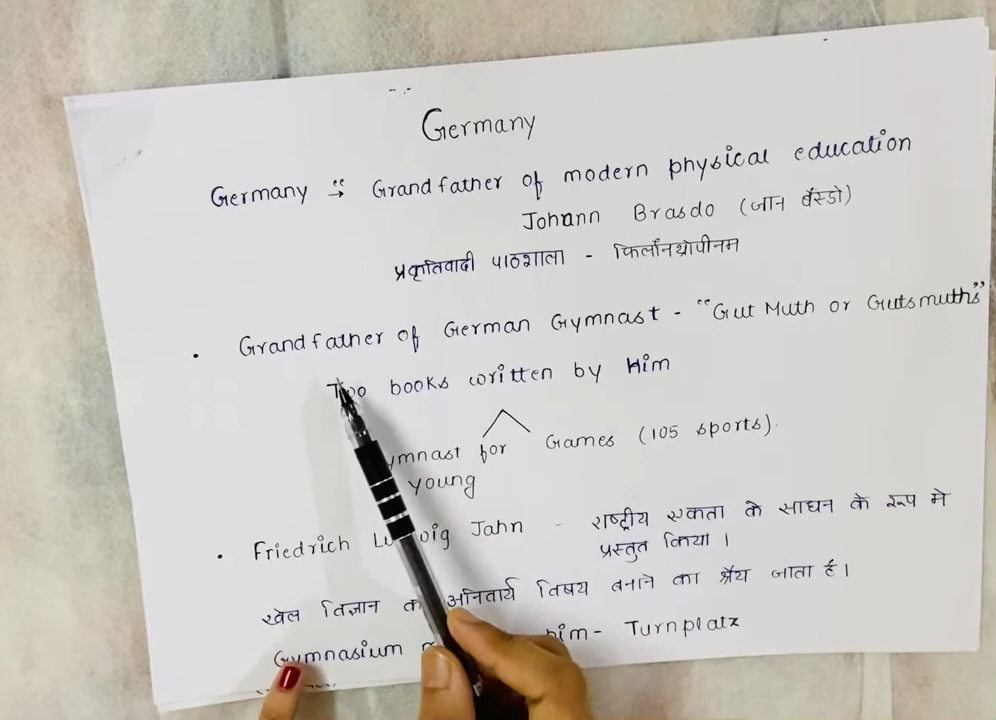 Germany
Germany → “ Grandfather of modern physical education
Johann Brasdo (जान बॅस्डो)
प्रकृतिवादी पाठशाला - फिलॉनथ्रोपीनम
. Grandfather of German Gymnast - “Gut Muth or Gutsmuths”
Two books written by Him
ymnast for Games (105 sports).
young
. Friedrich Ludwig Jahn - राष्ट्रीय एकता के साधन के रूप मे
प्रस्तुत किया ।
खेल विज्ञान अनिवार्य विषय बनाने का श्रेय जाता है।
Gymnasium him - Turnplatz